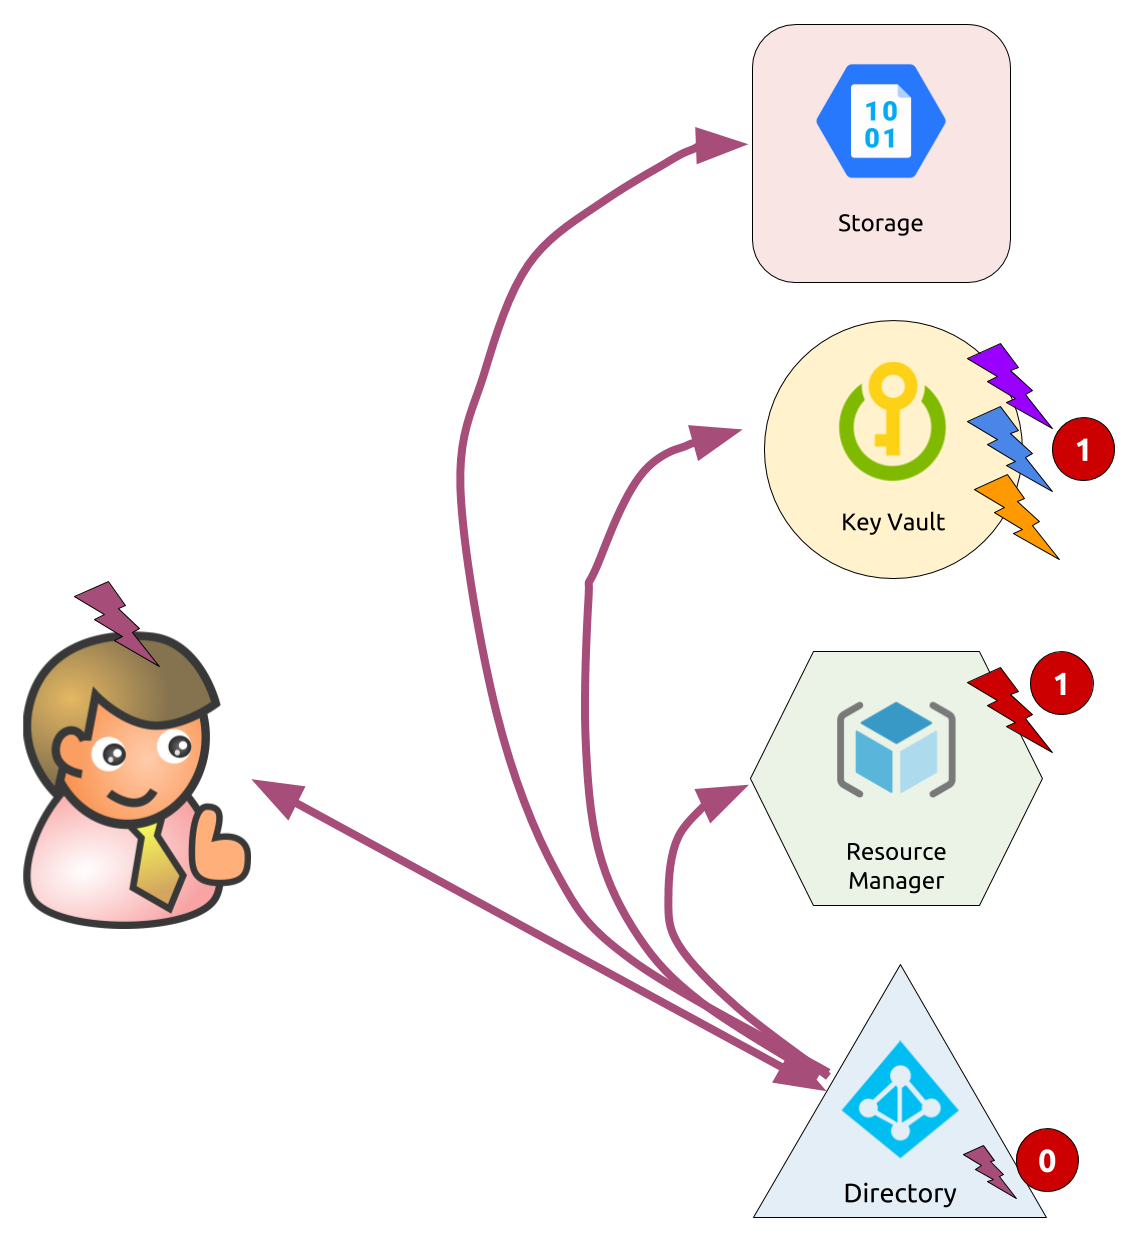 10
01
Storage
Key Vault
1
1
Resource
Manager
Directory
0